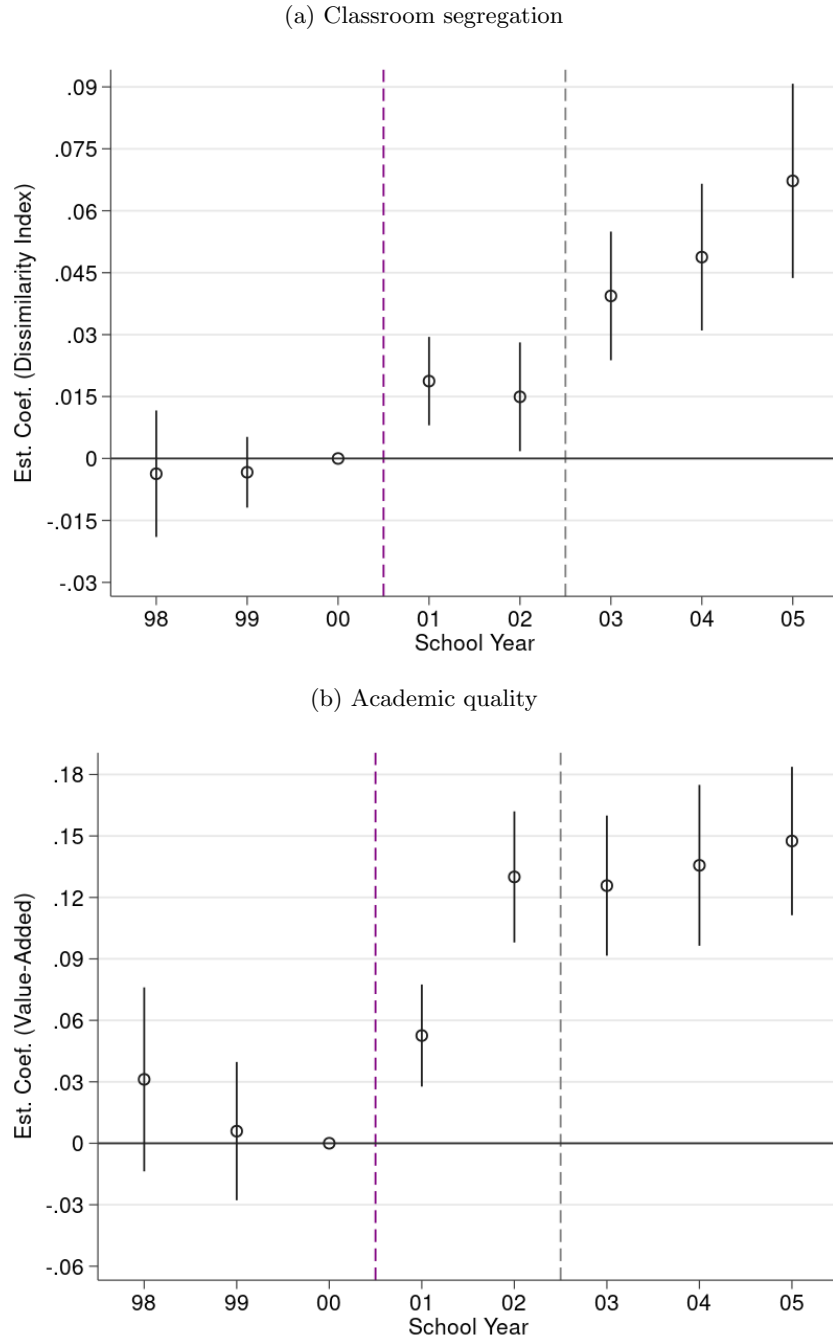 (a) Classroom segregation
Est. Coef. (Dissimilarity Index)
.09
.075
.06
.045
.03
.015
0
-.015
-.03
98 99 00 01 02 03 04 05
School Year
(b) Academic quality
Est. Coef. (Value-Added)
.18
.15
.12
.09
.06
.03
0
-.03
-.06
98 99 00 01 02 03 04 05
School Year